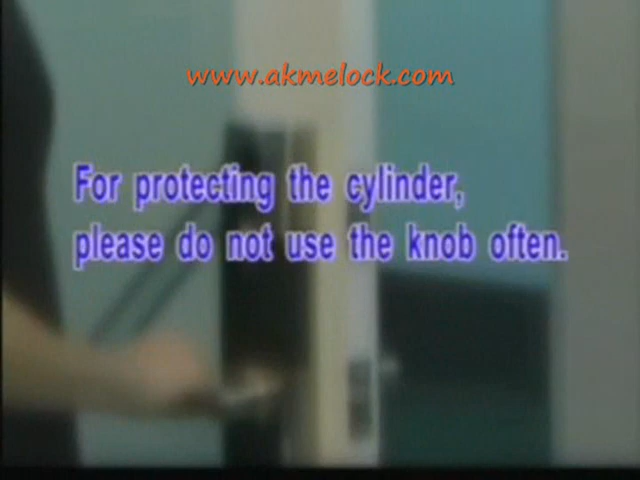 www.akmelock.com
For protecting the cylinder,
please do not use the knob often.